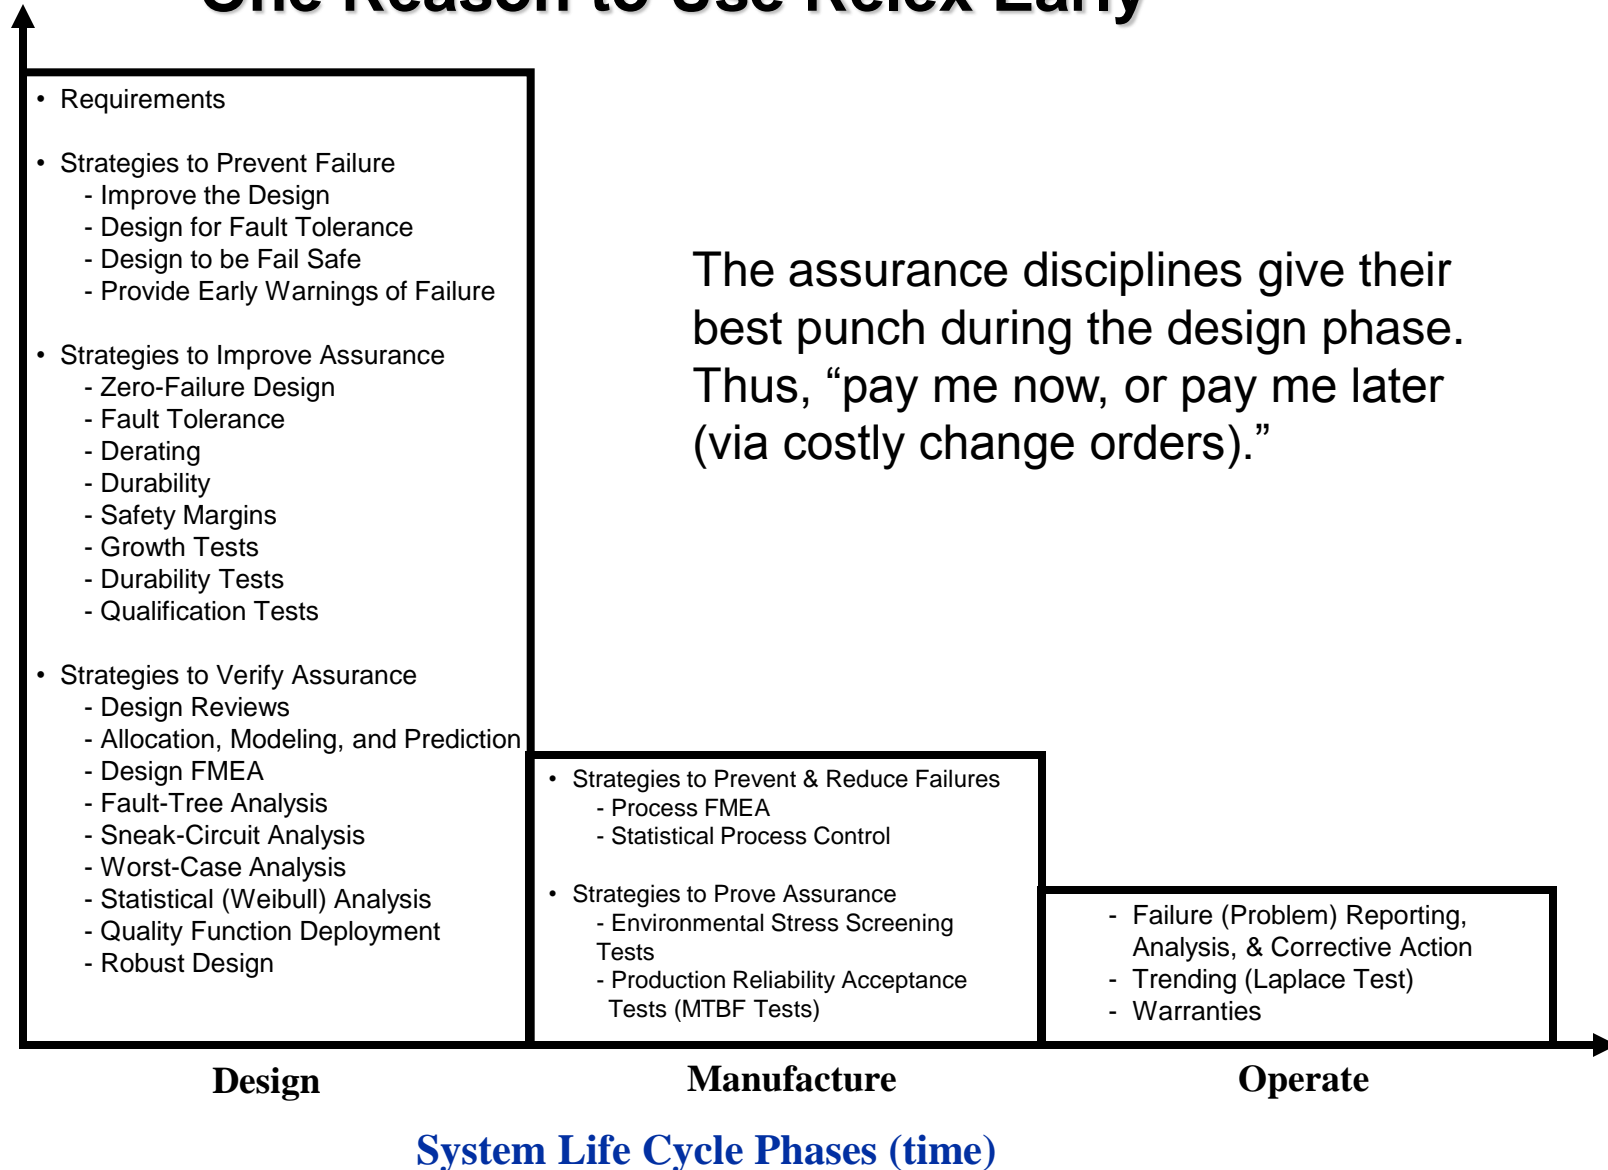 One Reason to Use Relex Early
• Requirements
• Strategies to Prevent Failure
- Improve the Design
- Design for Fault Tolerance
- Design to be Fail Safe
- Provide Early Warnings of Failure
• Strategies to Improve Assurance
- Zero-Failure Design
- Fault Tolerance
- Derating
- Durability
- Safety Margins
- Growth Tests
- Durability Tests
- Qualification Tests
• Strategies to Verify Assurance
- Design Reviews
- Allocation, Modeling, and Prediction
- Design FMEA
- Fault-Tree Analysis
- Sneak-Circuit Analysis
- Worst-Case Analysis
- Statistical (Weibull) Analysis
- Quality Function Deployment
- Robust Design
The assurance disciplines give their
best punch during the design phase.
Thus, “pay me now, or pay me later
(via costly change orders).”
• Strategies to Prevent & Reduce Failures
- Process FMEA
- Statistical Process Control
• Strategies to Prove Assurance
- Environmental Stress Screening
Tests
- Production Reliability Acceptance
Tests (MTBF Tests)
- Failure (Problem) Reporting,
Analysis, & Corrective Action
- Trending (Laplace Test)
- Warranties
Design
Manufacture
Operate
System Life Cycle Phases (time)